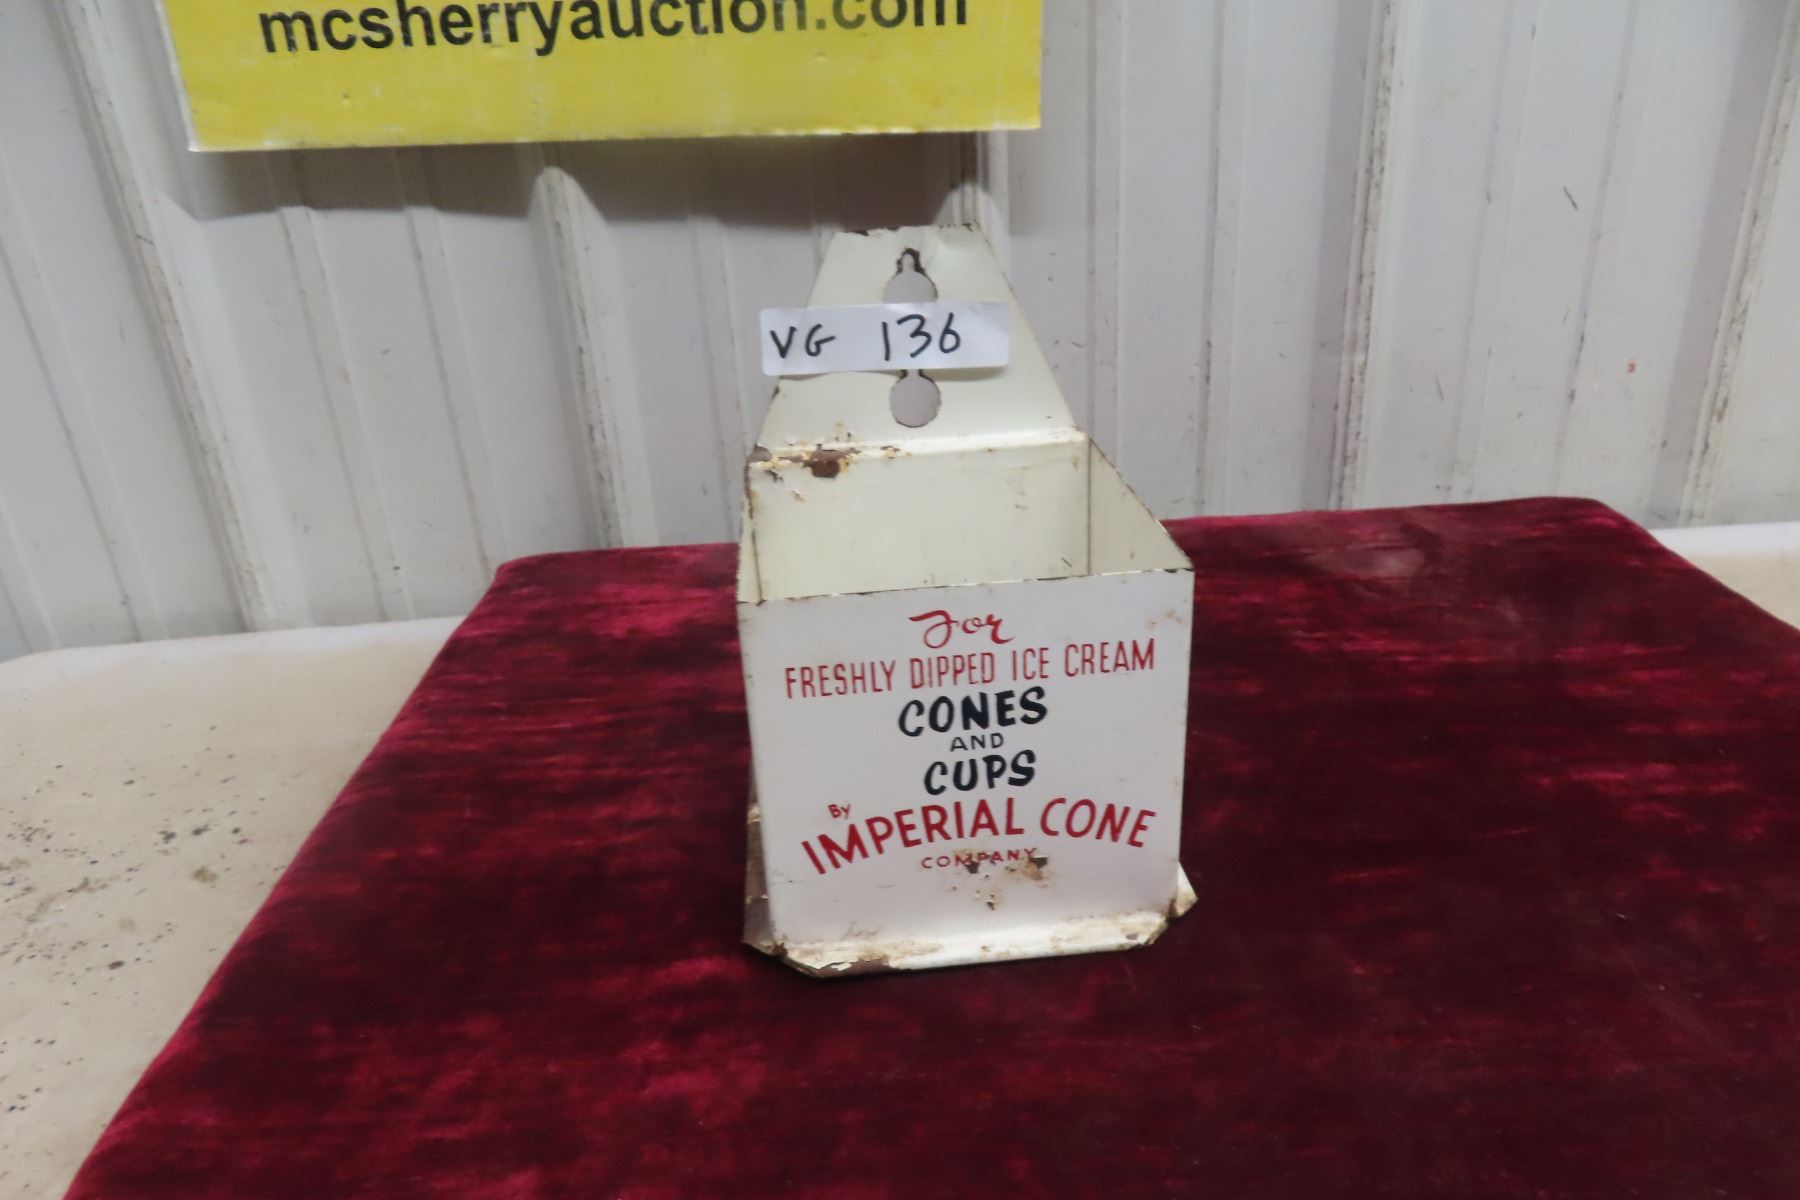 mcsherryauction.com
VG 136
For
FRESHLY DIPPED ICE CREAM
CONES
AND
CUPS
By
IMPERIAL CONE
COMPANY